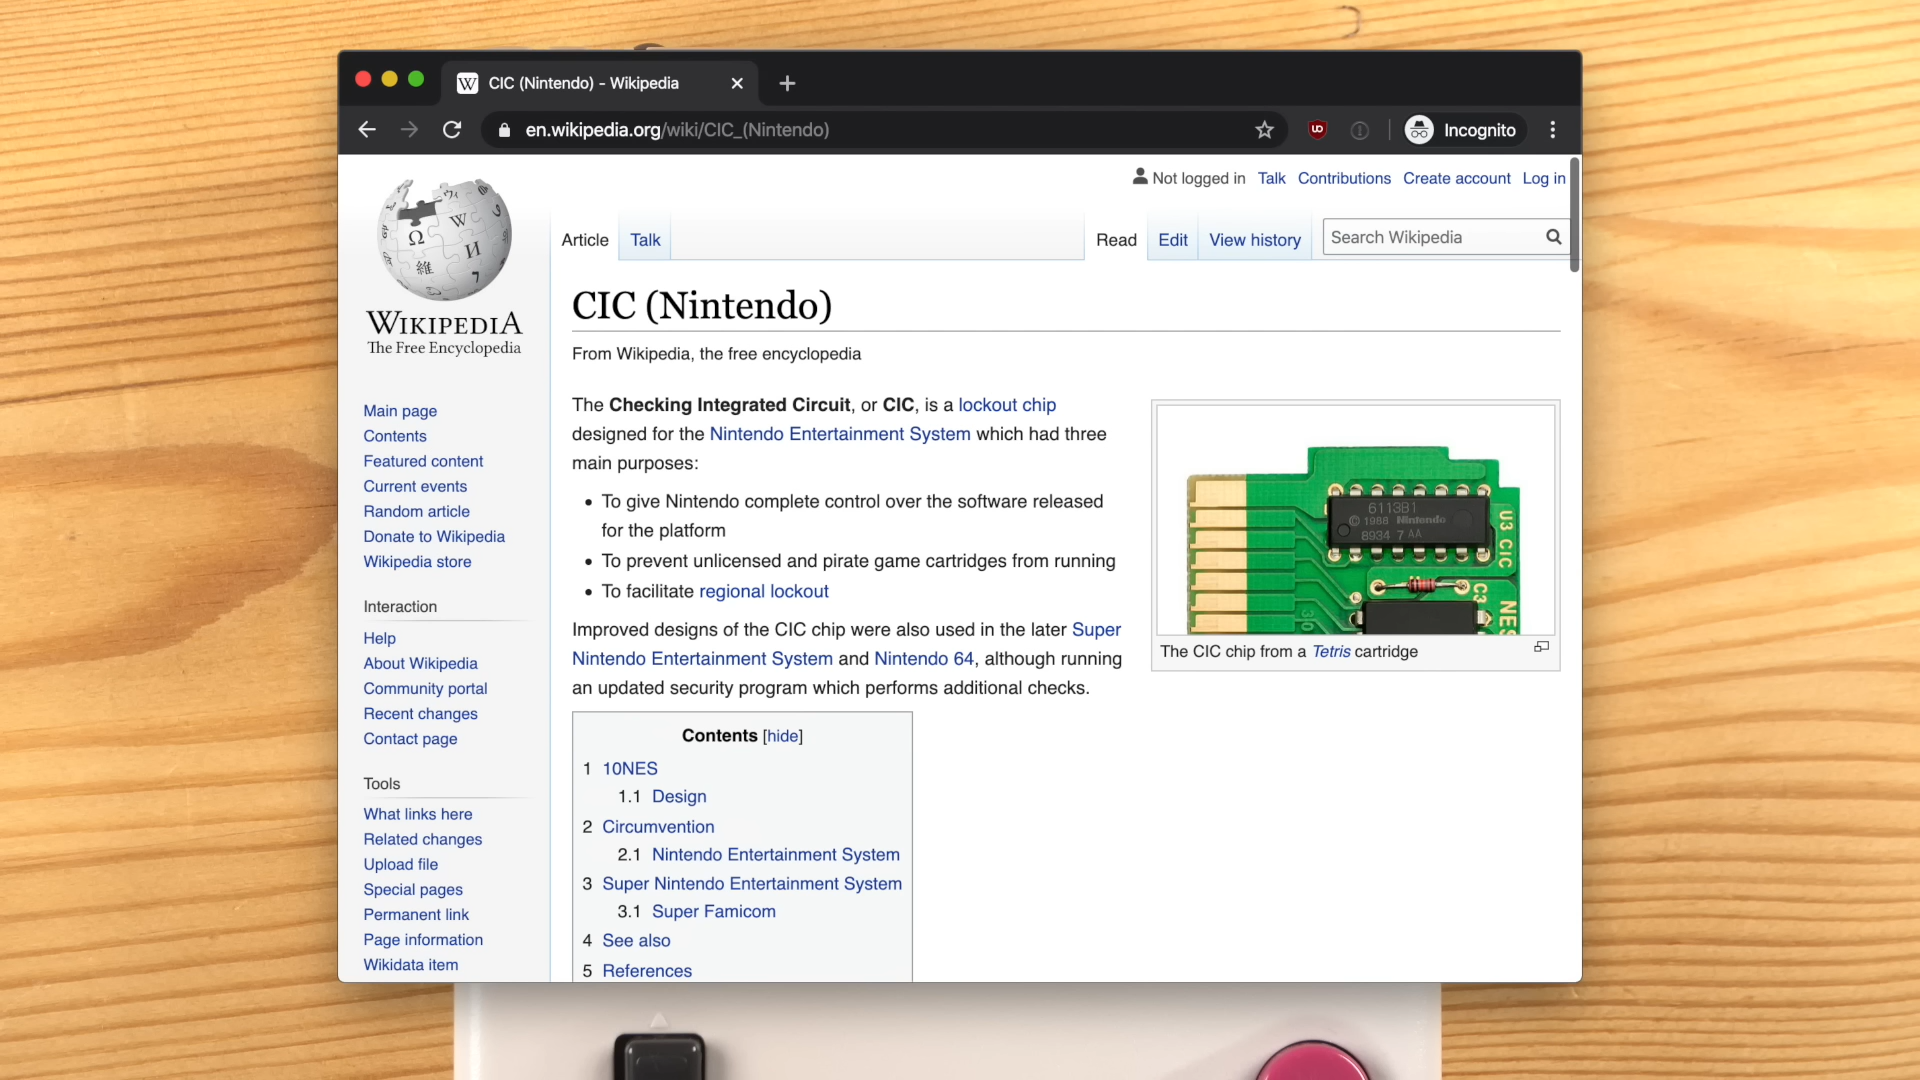 CIC (Nintendo) - Wikipedia
en.wikipedia.org/wiki/CIC_(Nintendo)
Incognito
Not logged in Talk Contributions Create account Log in
Article Talk Read Edit View history Search Wikipedia
WIKIPEDIA
The Free Encyclopedia
Main page
Contents
Featured content
Current events
Random article
Donate to Wikipedia
Wikipedia store
Interaction
Help
About Wikipedia
Community portal
Recent changes
Contact page
Tools
What links here
Related changes
Upload file
Special pages
Permanent link
Page information
Wikidata item
CIC (Nintendo)
From Wikipedia, the free encyclopedia
The Checking Integrated Circuit, or CIC, is a lockout chip
designed for the Nintendo Entertainment System which had three
main purposes:
• To give Nintendo complete control over the software released
for the platform
• To prevent unlicensed and pirate game cartridges from running
• To facilitate regional lockout
Improved designs of the CIC chip were also used in the later Super
Nintendo Entertainment System and Nintendo 64, although running
an updated security program which performs additional checks.
Contents [hide]
1 10NES
1.1 Design
2 Circumvention
2.1 Nintendo Entertainment System
3 Super Nintendo Entertainment System
3.1 Super Famicom
4 See also
5 References
6113B1
© 1988 Nintendo
8934 7 AA
U3 CIC
C3
NES
30
The CIC chip from a Tetris cartridge